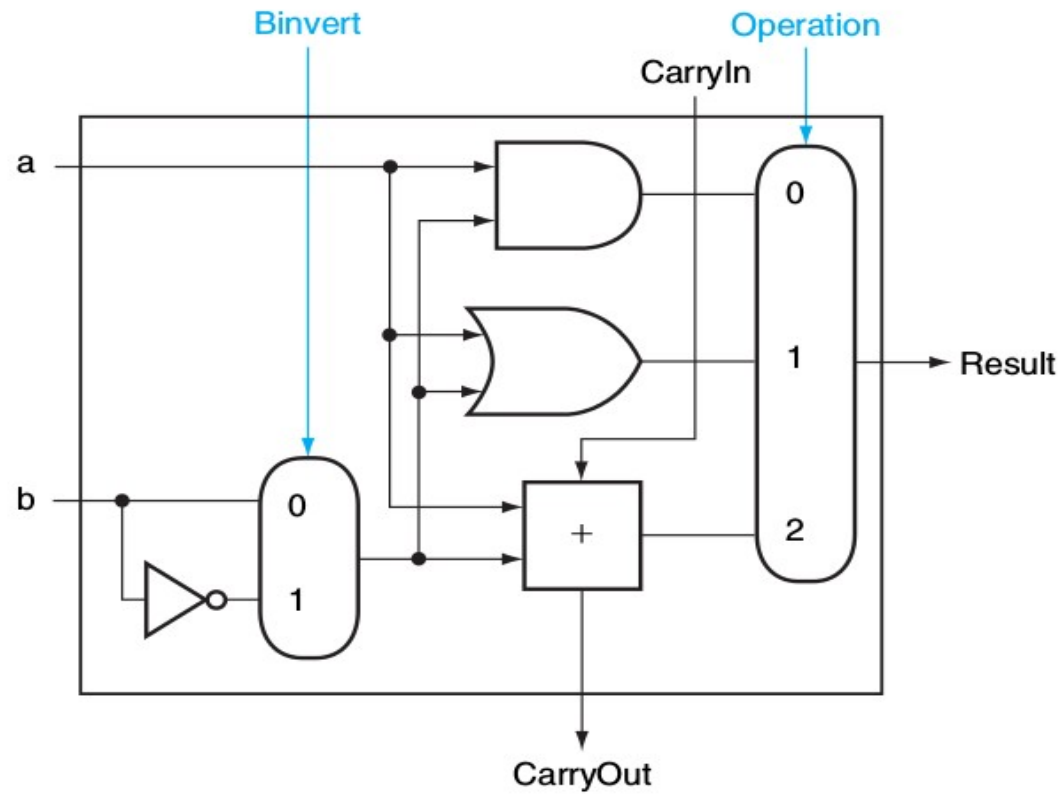 Binvert
Operation
CarryIn
a
0
1
Result
b
0
2
+
1
CarryOut